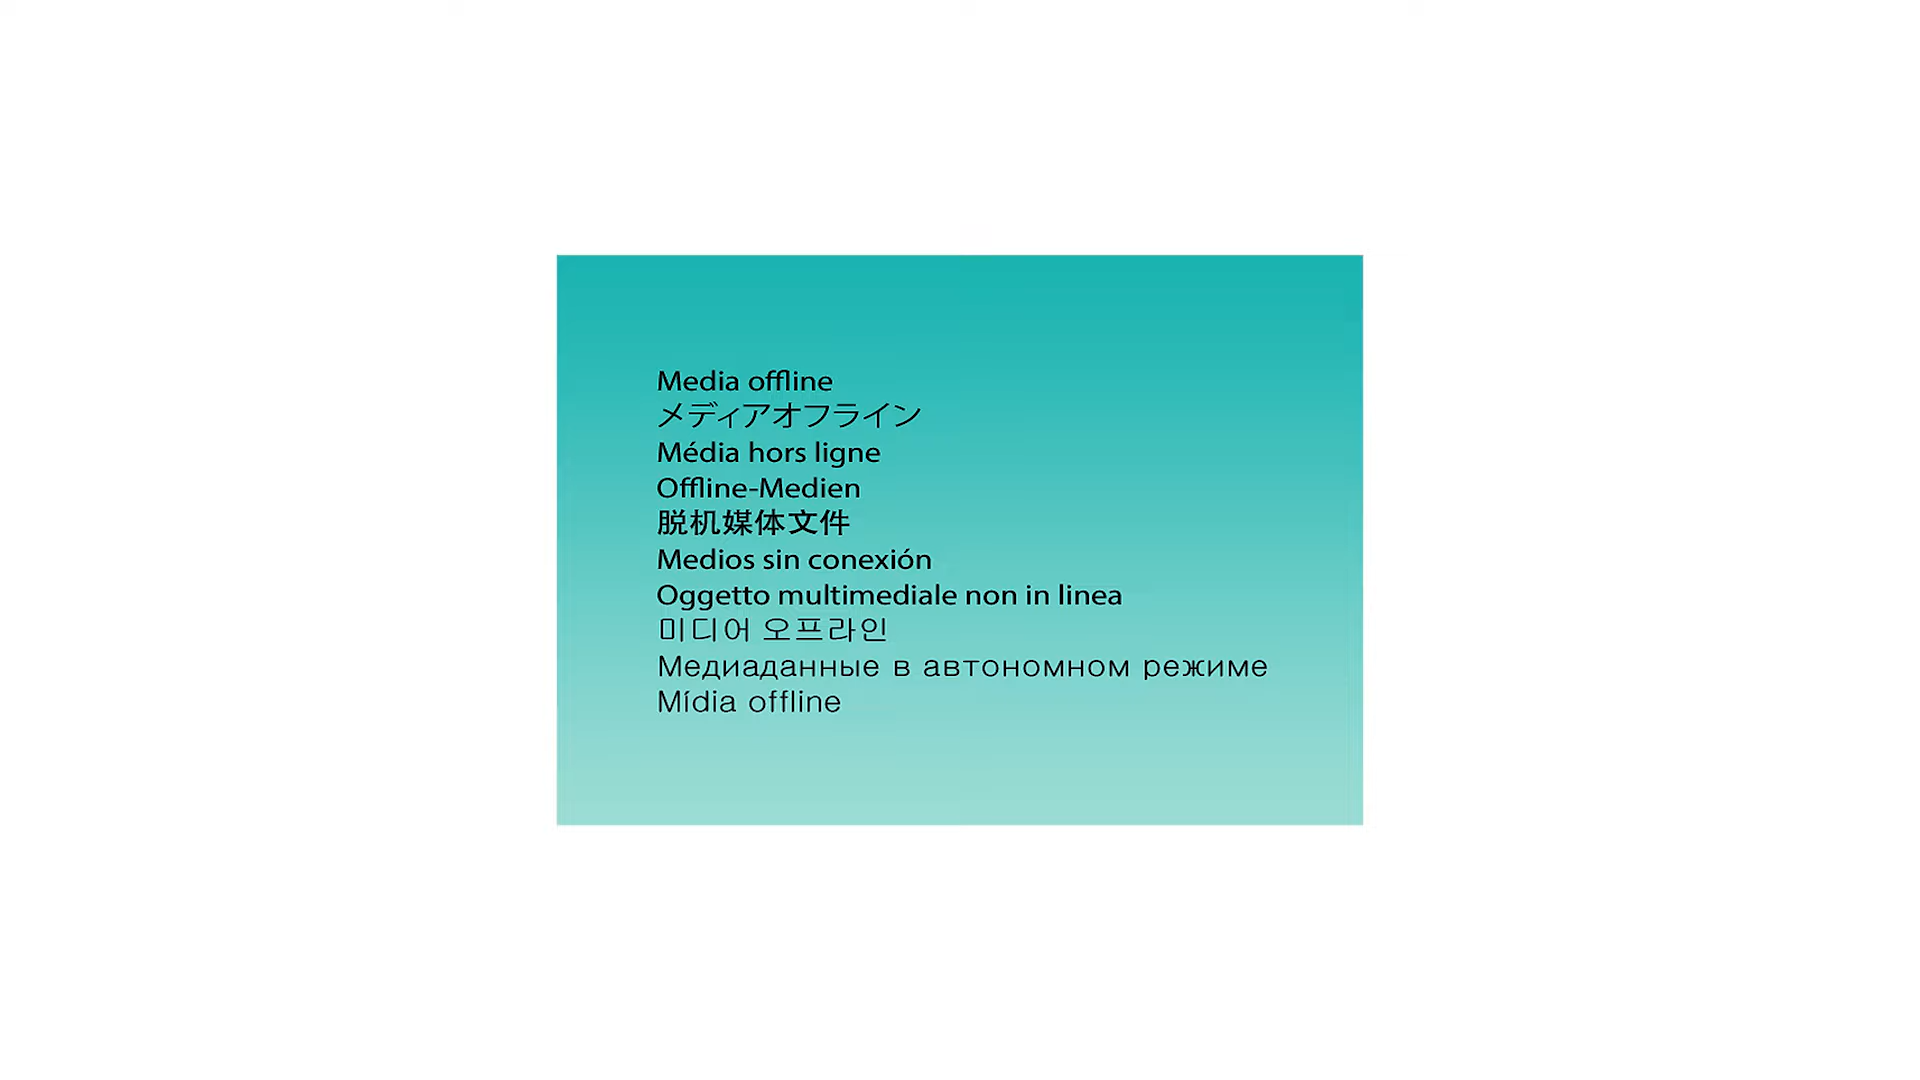 Media offline
メディアオフライン
Média hors ligne
Offline-Medien
脱机媒体文件
Medios sin conexión
Oggetto multimediale non in linea
미디어 오프라인
Медиаданные в автономном режиме
Mídia offline